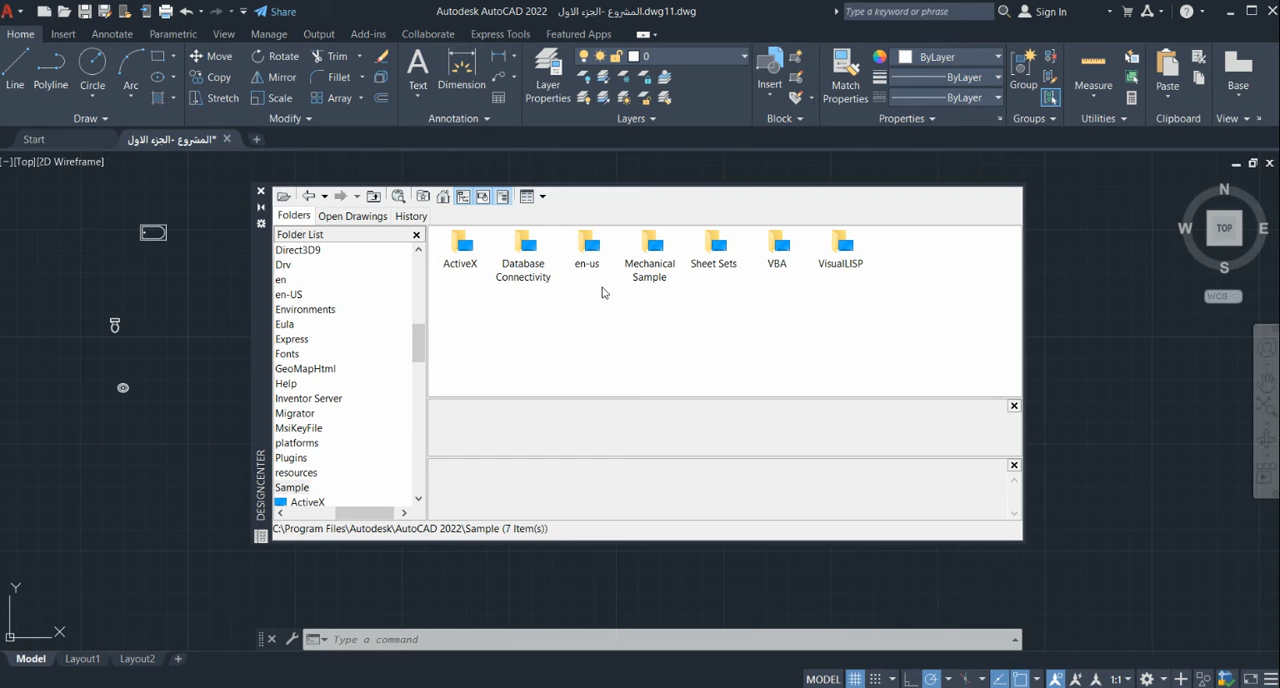 A
Share
Autodesk AutoCAD 2022 المشروع -الجزء الاول.dwg11.dwg
Type a keyword or phrase
Sign In
Home Insert Annotate Parametric View Manage Output Add-ins Collaborate Express Tools Featured Apps
Line Polyline Circle Arc
Move Rotate Trim
Copy Mirror Fillet
Stretch Scale Array
Text Dimension
Layer Properties
0
Insert
Match Properties
ByLayer
ByLayer
ByLayer
Group
Measure
Paste
Base
Draw Modify Annotation Layers Block Properties Groups Utilities Clipboard View
Start
المشروع -الجزء الاول*
[−][Top][2D Wireframe]
N
W TOP E
S
WCS
Folders Open Drawings History
Folder List
Direct3D9
Drv
en
en-US
Environments
Eula
Express
Fonts
GeoMapHtml
Help
Inventor Server
Migrator
MsiKeyFile
platforms
Plugins
resources
Sample
ActiveX
ActiveX
Database Connectivity
en-us
Mechanical Sample
Sheet Sets
VBA
VisualLISP
DESIGNCENTER
C:\Program Files\Autodesk\AutoCAD 2022\Sample (7 Item(s))
Y
X
Type a command
Model Layout1 Layout2
MODEL
1:1